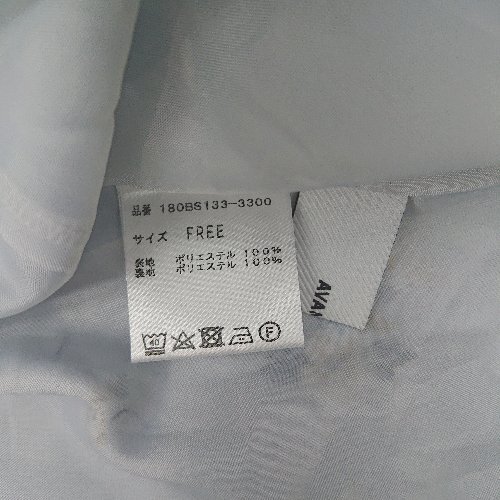 品番 180BS133-3300
サイズ FREE
表地 ポリエステル 100%
裏地 ポリエステル 100%
40
F